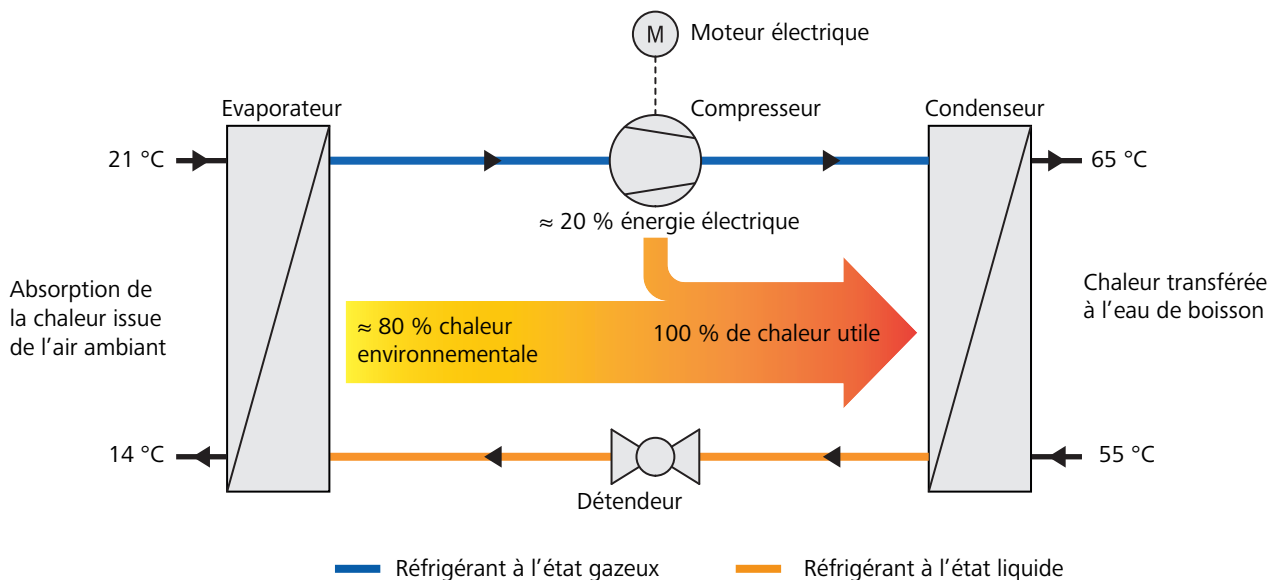 M
Moteur électrique
Evaporateur
Compresseur
Condenseur
21 °C
65 °C
≈ 20 % énergie électrique
Absorption de
la chaleur issue
de l'air ambiant
≈ 80 % chaleur
environnementale
100 % de chaleur utile
Chaleur transférée
à l'eau de boisson
14 °C
55 °C
Détendeur
Réfrigérant à l'état gazeux
Réfrigérant à l'état liquide